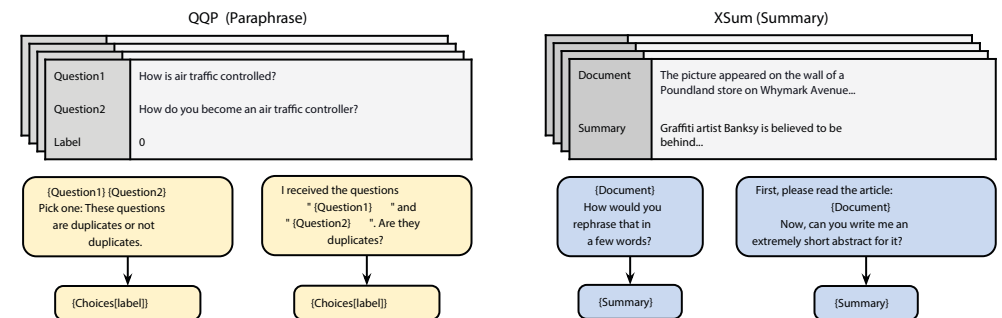 QQP (Paraphrase)
Question1 How is air traffic controlled?
Question2 How do you become an air traffic controller?
Label 0
{Question1} {Question2}
Pick one: These questions
are duplicates or not
duplicates.
{Choices[label]}
I received the questions
" {Question1} " and
" {Question2} ". Are they
duplicates?
{Choices[label]}
XSum (Summary)
Document The picture appeared on the wall of a
Poundland store on Whymark Avenue...
Summary Graffiti artist Banksy is believed to be
behind...
{Document}
How would you
rephrase that in
a few words?
{Summary}
First, please read the article:
{Document}
Now, can you write me an
extremely short abstract for it?
{Summary}